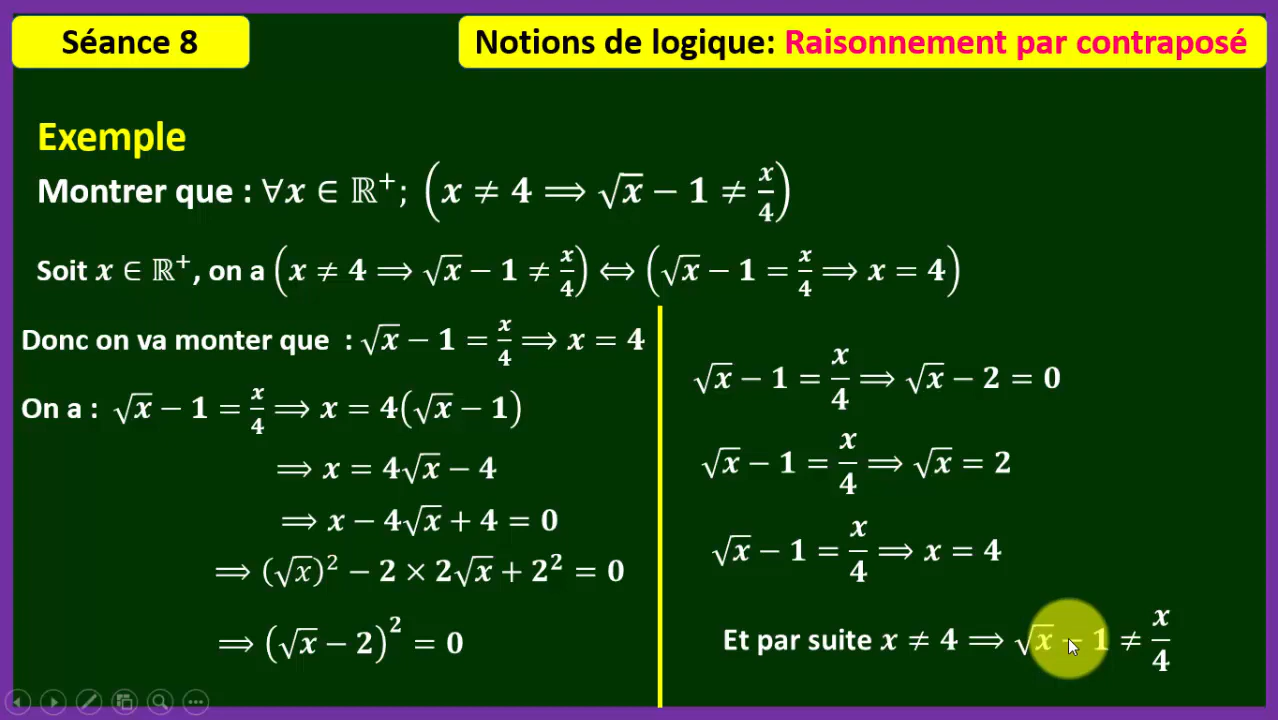 Séance 8
Notions de logique: Raisonnement par contraposé
Exemple
Montrer que : ∀x ∈ ℝ⁺; (x ≠ 4 ⟹ √x − 1 ≠ x/4)
Soit x ∈ ℝ⁺, on a (x ≠ 4 ⟹ √x − 1 ≠ x/4) ⇔ (√x − 1 = x/4 ⟹ x = 4)
Donc on va monter que : √x − 1 = x/4 ⟹ x = 4
On a : √x − 1 = x/4 ⟹ x = 4(√x − 1)
⟹ x = 4√x − 4
⟹ x − 4√x + 4 = 0
⟹ (√x)² − 2 × 2√x + 2² = 0
⟹ (√x − 2)² = 0
√x − 1 = x/4 ⟹ √x − 2 = 0
√x − 1 = x/4 ⟹ √x = 2
√x − 1 = x/4 ⟹ x = 4
Et par suite x ≠ 4 ⟹ √x − 1 ≠ x/4